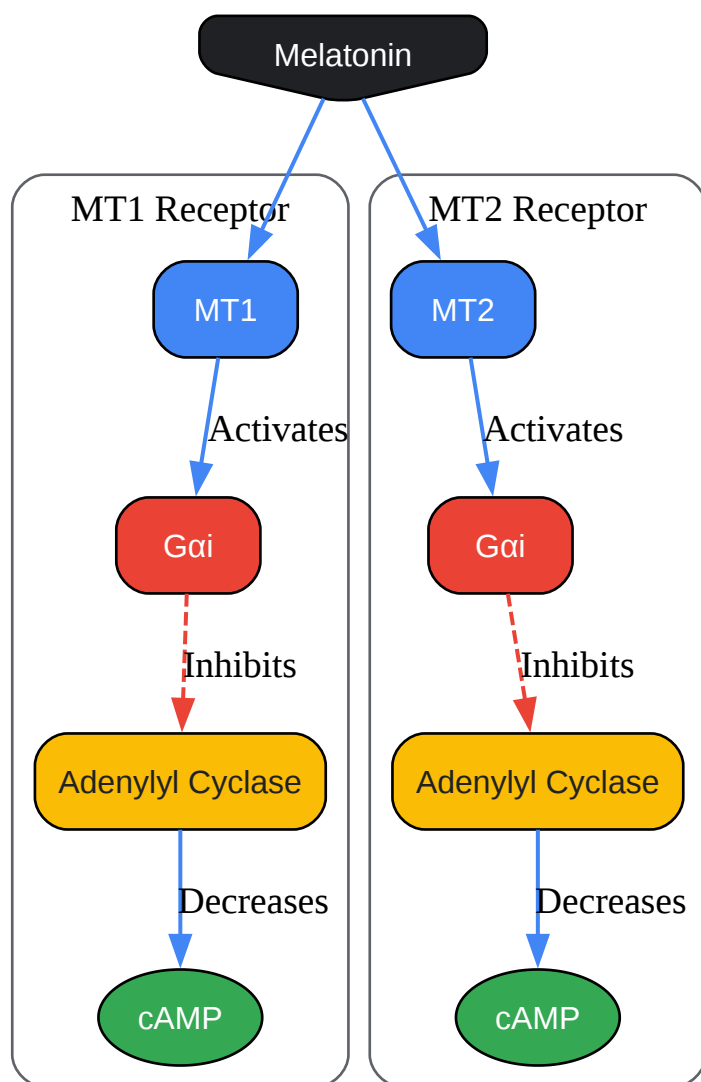 Melatonin
MT1 Receptor
MT1
Activates
Gαi
Inhibits
Adenylyl Cyclase
Decreases
cAMP
MT2 Receptor
MT2
Activates
Gαi
Inhibits
Adenylyl Cyclase
Decreases
cAMP